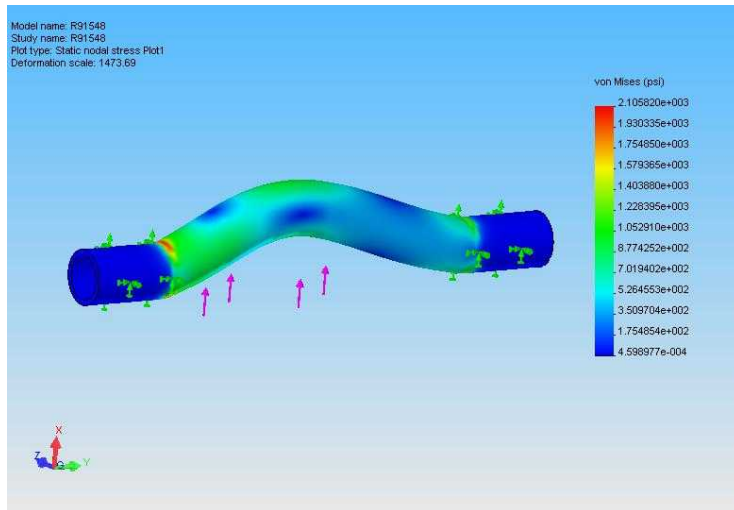 Model name: R91548
Study name: R91548
Plot type: Static nodal stress Plot1
Deformation scale: 1473.69
von Mises (psi)
2.105820e+003
1.930335e+003
1.754850e+003
1.579365e+003
1.403880e+003
1.228395e+003
1.052910e+003
8.774252e+002
7.019402e+002
5.264553e+002
3.509704e+002
1.754854e+002
4.598977e-004
X
Z
Y